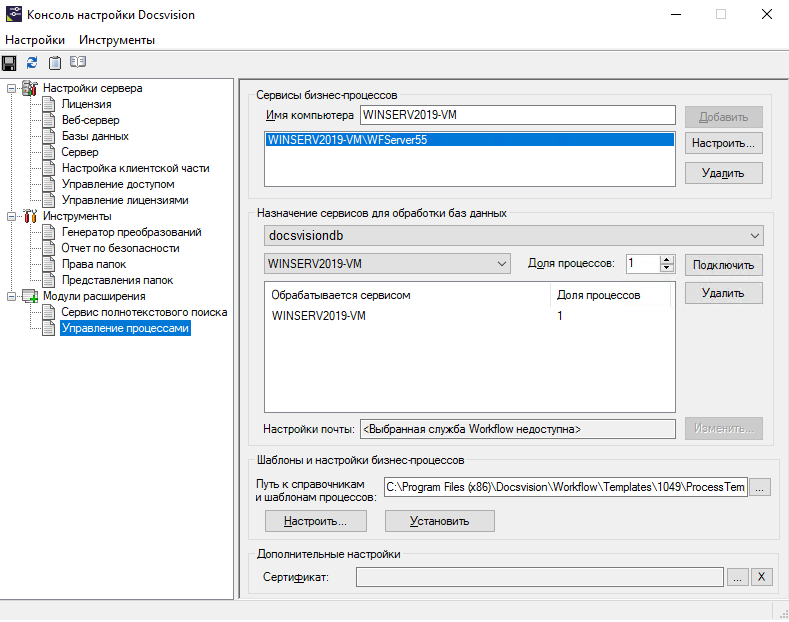 Консоль настройки Docsvision
Настройки Инструменты
Настройки сервера
Лицензия
Веб-сервер
Базы данных
Сервер
Настройка клиентской части
Управление доступом
Управление лицензиями
Инструменты
Генератор преобразований
Отчет по безопасности
Права папок
Представления папок
Модули расширения
Сервис полнотекстового поиска
Управление процессами
Сервисы бизнес-процессов
Имя компьютера WINSERV2019-VM Добавить
WINSERV2019-VM\WFServer55 Настроить...
Удалить
Назначение сервисов для обработки баз данных
docsvisiondb
WINSERV2019-VM Доля процессов: 1 Подключить
Обрабатывается сервисом Доля процессов Удалить
WINSERV2019-VM 1
Настройки почты: <Выбранная служба Workflow недоступна> Изменить...
Шаблоны и настройки бизнес-процессов
Путь к справочникам
и шаблонам процессов: C:\Program Files (x86)\Docsvision\Workflow\Templates\1049\ProcessTem ...
Настроить... Установить
Дополнительные настройки
Сертификат: ... X